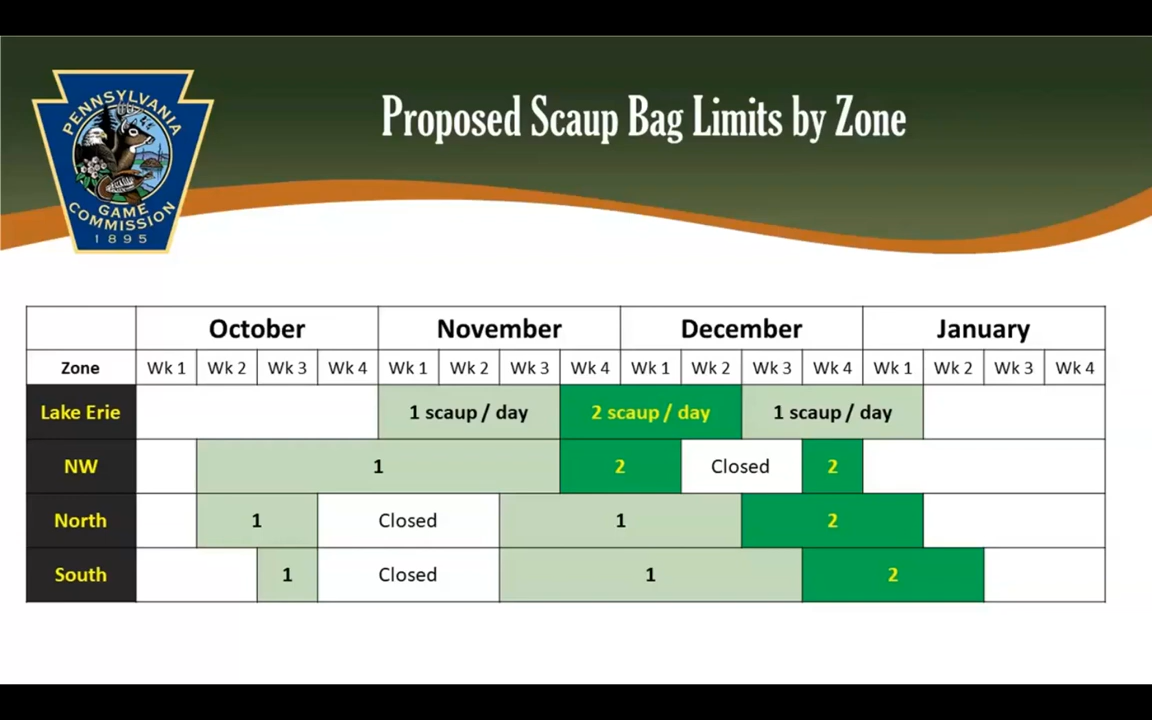 PENNSYLVANIA
GAME
COMMISSION
1895
Proposed Scaup Bag Limits by Zone
October November December January
Zone Wk 1 Wk 2 Wk 3 Wk 4 Wk 1 Wk 2 Wk 3 Wk 4 Wk 1 Wk 2 Wk 3 Wk 4 Wk 1 Wk 2 Wk 3 Wk 4
Lake Erie 1 scaup / day 2 scaup / day 1 scaup / day
NW 1 2 Closed 2
North 1 Closed 1 2
South 1 Closed 1 2